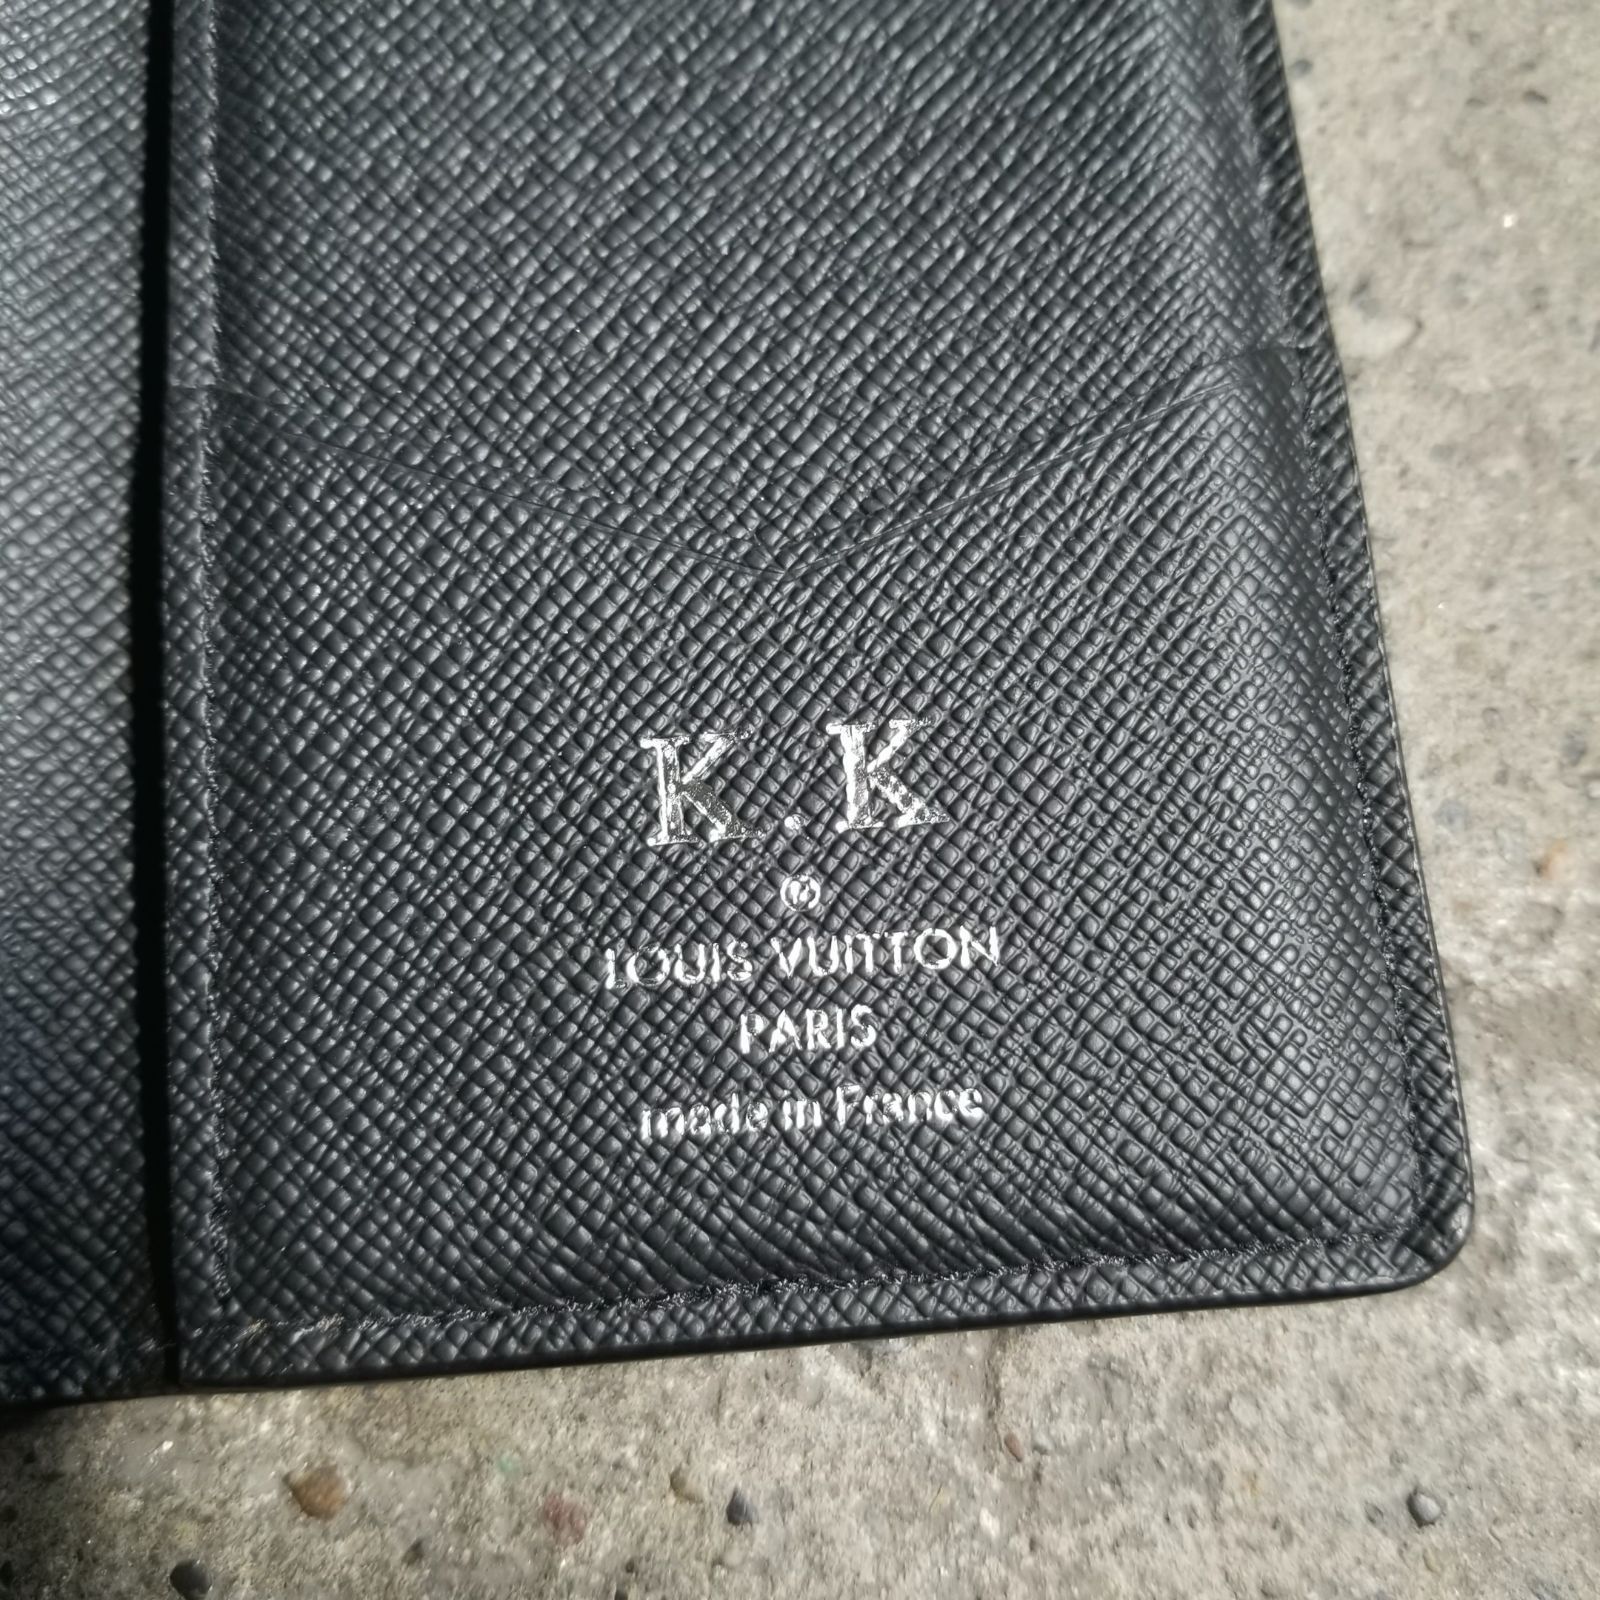 K.K
®
LOUIS VUITTON
PARIS
made in France